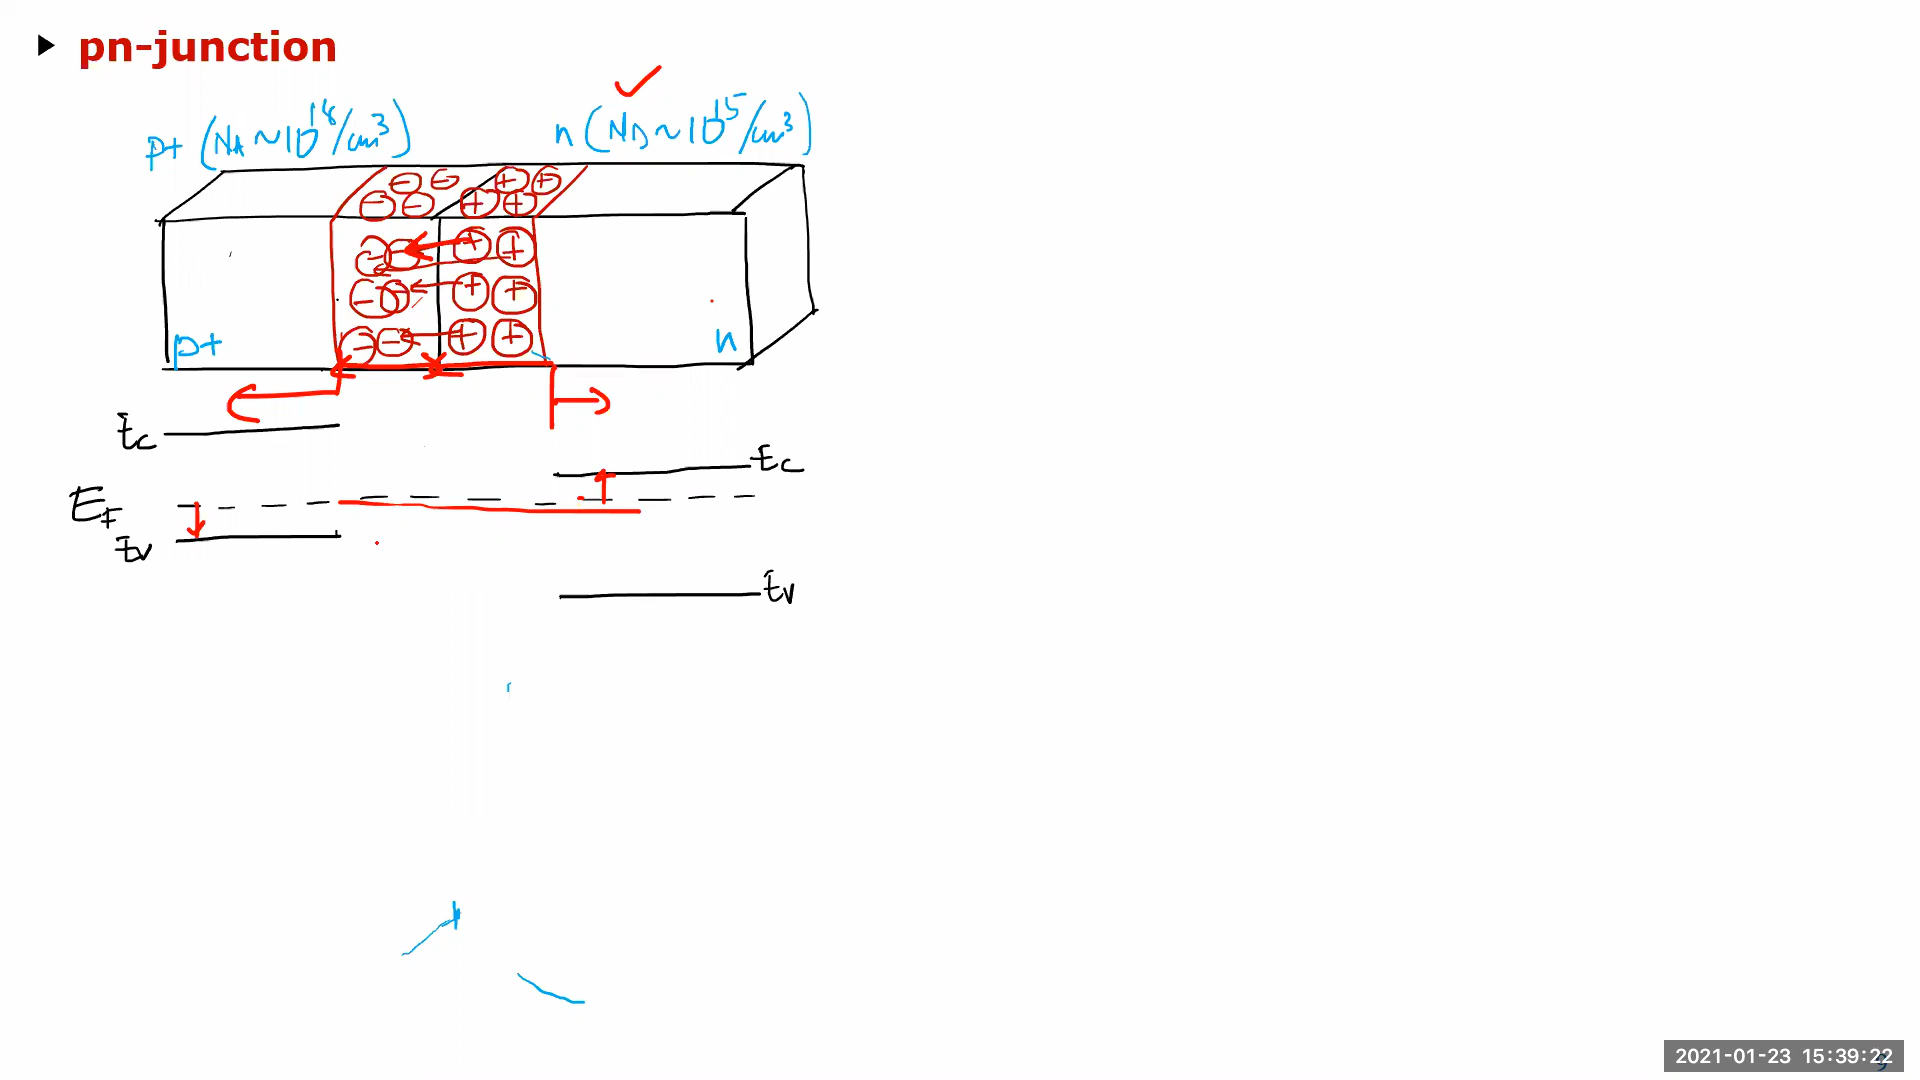 pn-junction
p+ (NA ~ 10^18/cm^3) n (ND ~ 10^15/cm^3)
− − + +
− − + +
− − + +
− − + +
− − + +
p+ n
Ec
Ec
EF
Ev
Ev
2021-01-23 15:39:22
9